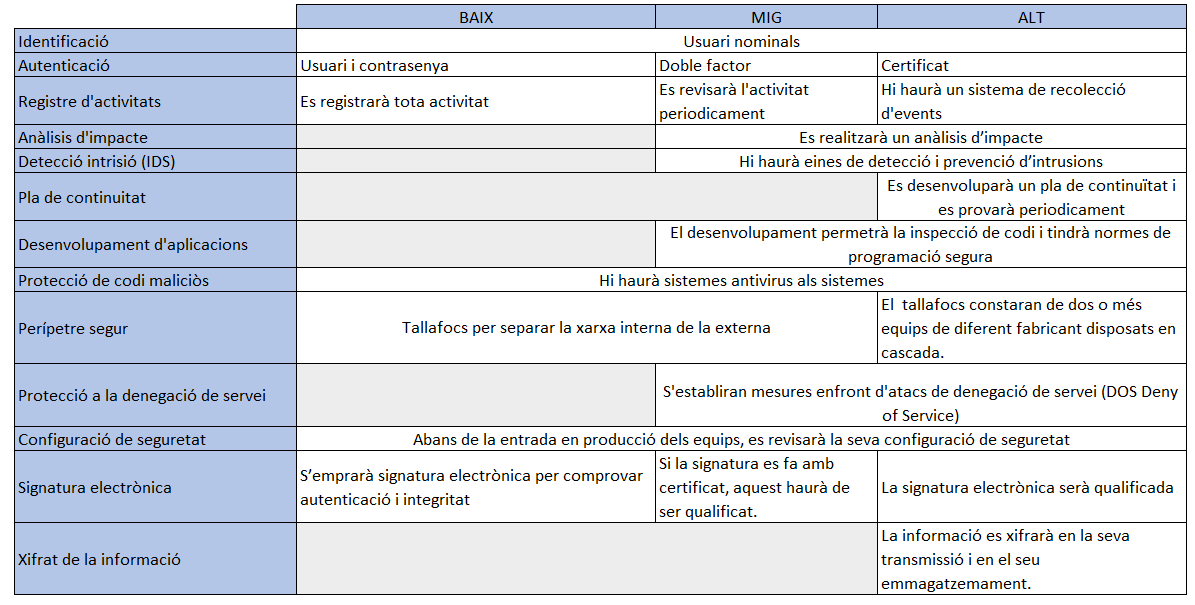 BAIX MIG ALT
Identificació Usuari nominals
Autenticació Usuari i contrasenya Doble factor Certificat
Registre d'activitats Es registrarà tota activitat
Es revisarà l'activitat
periodicament
Hi haurà un sistema de recolecció
d'events
Anàlisis d'impacte Es realitzarà un anàlisis d’impacte
Detecció intrisió (IDS) Hi haurà eines de detecció i prevenció d’intrusions
Pla de continuitat
Es desenvoluparà un pla de continuïtat i
es provarà periodicament
Desenvolupament d'aplicacions
El desenvolupament permetrà la inspecció de codi i tindrà normes de
programació segura
Protecció de codi maliciòs Hi haurà sistemes antivirus als sistemes
Perípetre segur Tallafocs per separar la xarxa interna de la externa
El  tallafocs constaran de dos o més
equips de diferent fabricant disposats en
cascada.
Protecció a la denegació de servei
S'establiran mesures enfront d'atacs de denegació de servei (DOS Deny
of Service)
Configuració de seguretat Abans de la entrada en producció dels equips, es revisarà la seva configuració de seguretat
Signatura electrònica
S’emprarà signatura electrònica per comprovar
autenticació i integritat
Si la signatura es fa amb
certificat, aquest haurà de
ser qualificat.
La signatura electrònica serà qualificada
Xifrat de la informació
La informació es xifrarà en la seva
transmissió i en el seu
emmagatzemament.